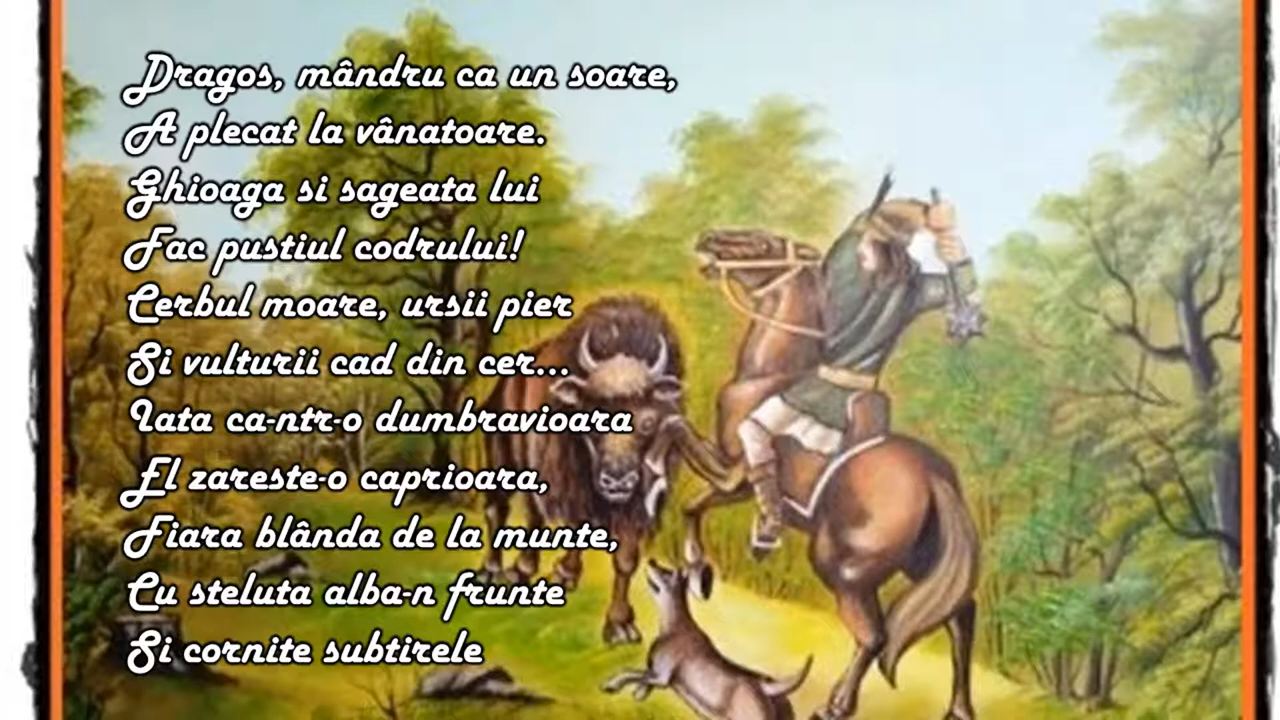 Dragos, mândru ca un soare,
A plecat la vânatoare.
Ghioaga si sageata lui
Fac pustiul codrului!
Cerbul moare, ursii pier
Si vulturii cad din cer...
Iata ca-ntr-o dumbravioara
El zareste-o caprioara,
Fiara blânda de la munte,
Cu steluta alba-n frunte
Si cornite subtirele